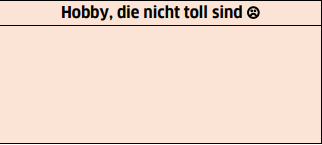 Hobby, die nicht toll sind ☹